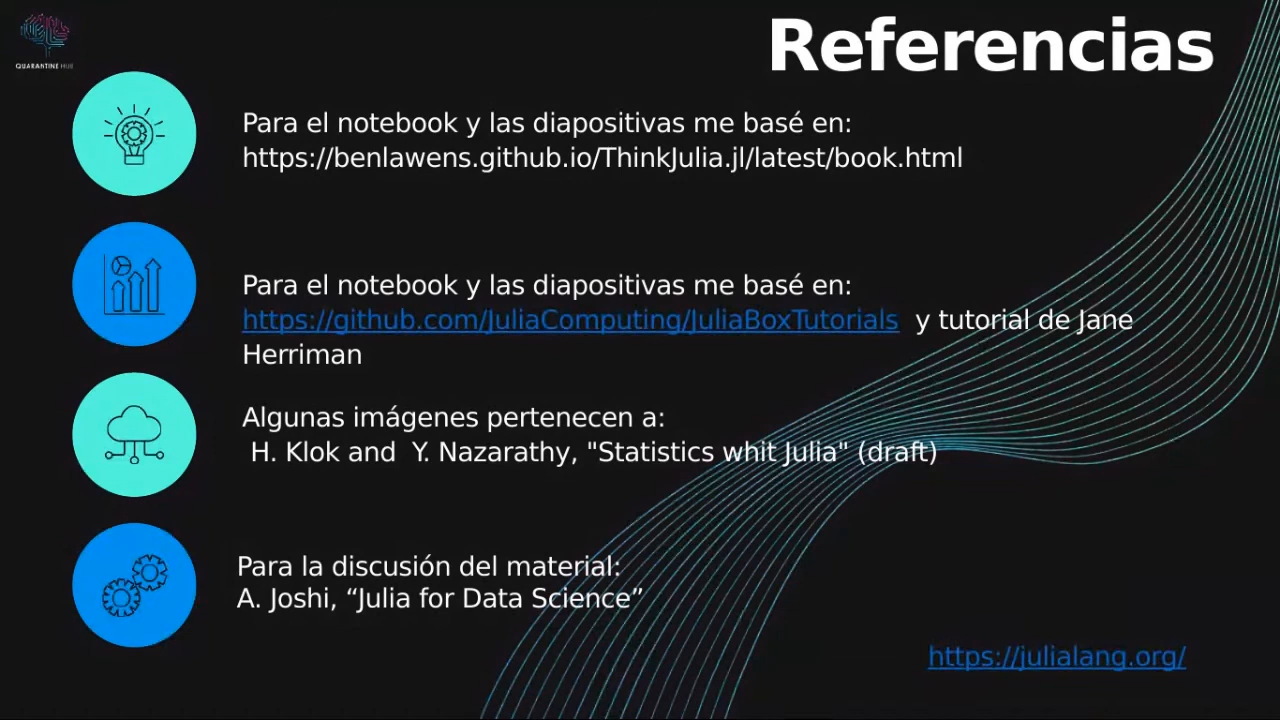 QUARANTINE HUB
Referencias
Para el notebook y las diapositivas me basé en:
https://benlawens.github.io/ThinkJulia.jl/latest/book.html
Para el notebook y las diapositivas me basé en:
https://github.com/JuliaComputing/JuliaBoxTutorials y tutorial de Jane
Herriman
Algunas imágenes pertenecen a:
H. Klok and Y. Nazarathy, "Statistics whit Julia" (draft)
Para la discusión del material:
A. Joshi, “Julia for Data Science”
https://julialang.org/